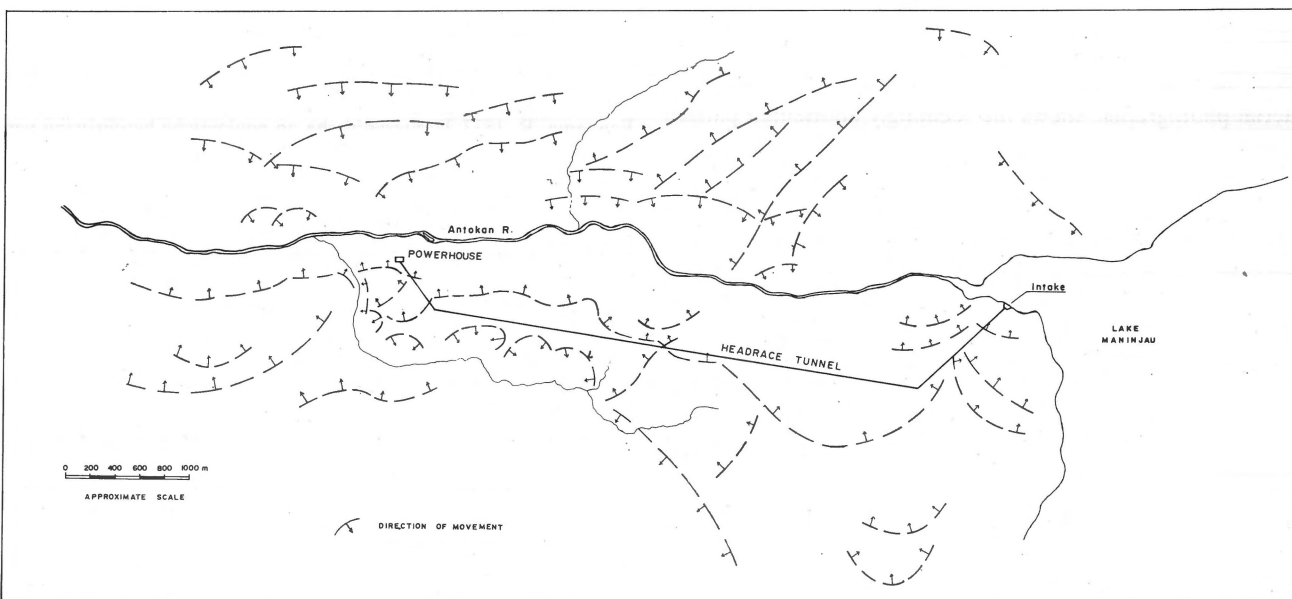 Antokan R.
POWERHOUSE
Intake
LAKE
MANINJAU
HEADRACE TUNNEL
0 200 400 600 800 1000 m
APPROXIMATE SCALE
DIRECTION OF MOVEMENT